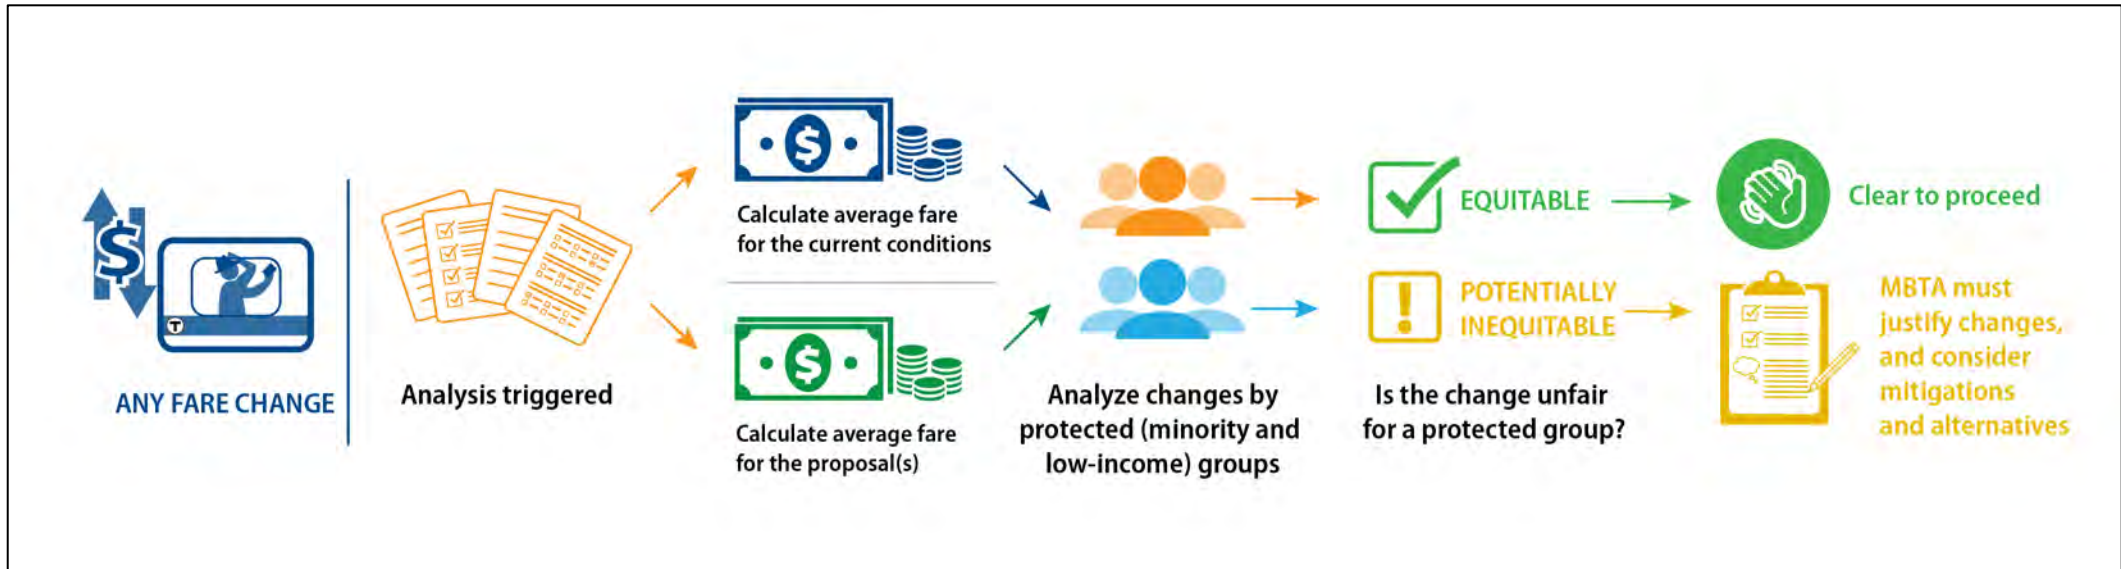 ANY FARE CHANGE
T
Analysis triggered
$
$
Calculate average fare
for the current conditions
$
Calculate average fare
for the proposal(s)
Analyze changes by
protected (minority and
low-income) groups
EQUITABLE
!
POTENTIALLY
INEQUITABLE
Is the change unfair
for a protected group?
Clear to proceed
MBTA must
justify changes,
and consider
mitigations
and alternatives